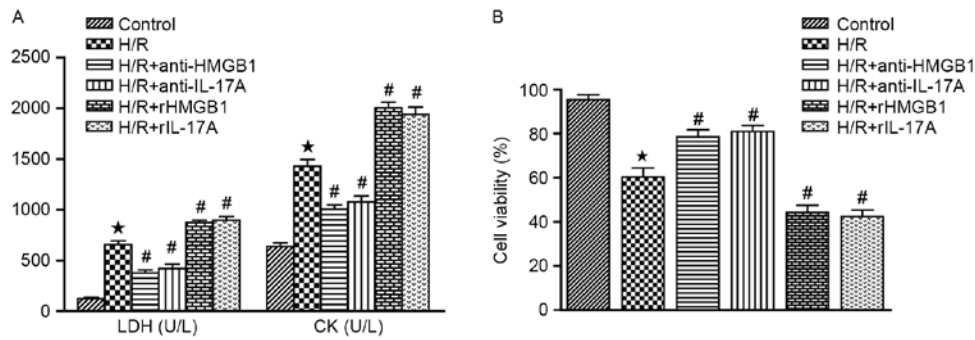 A
Control
H/R
H/R+anti-HMGB1
H/R+anti-IL-17A
H/R+rHMGB1
H/R+rIL-17A
2500
2000
1500
1000
500
0
★
#
#
#
#
★
#
#
#
#
LDH (U/L)
CK (U/L)
B
Control
H/R
H/R+anti-HMGB1
H/R+anti-IL-17A
H/R+rHMGB1
H/R+rIL-17A
Cell viability (%)
100
80
60
40
20
0
★
#
#
#
#